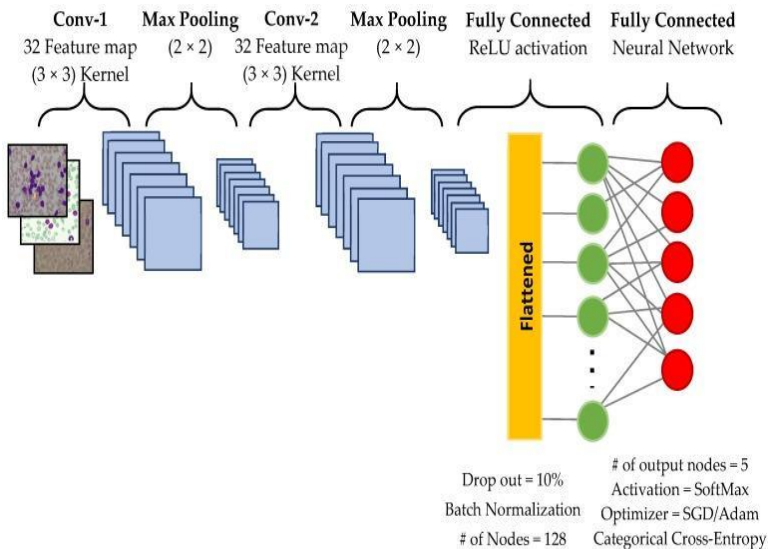 Conv-1
32 Feature map
(3 × 3) Kernel
Max Pooling
(2 × 2)
Conv-2
32 Feature map
(3 × 3) Kernel
Max Pooling
(2 × 2)
Fully Connected
ReLU activation
Fully Connected
Neural Network
Flattened
Drop out = 10%
Batch Normalization
# of Nodes = 128
# of output nodes = 5
Activation = SoftMax
Optimizer = SGD/Adam
Categorical Cross-Entropy